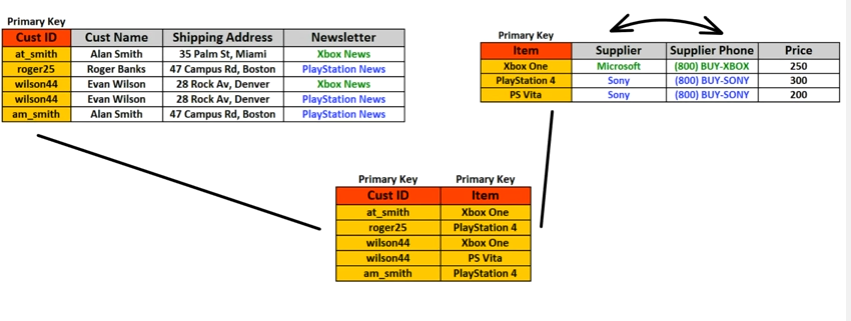 Primary Key
Cust ID Cust Name Shipping Address Newsletter
at_smith Alan Smith 35 Palm St, Miami Xbox News
roger25 Roger Banks 47 Campus Rd, Boston PlayStation News
wilson44 Evan Wilson 28 Rock Av, Denver Xbox News
wilson44 Evan Wilson 28 Rock Av, Denver PlayStation News
am_smith Alan Smith 47 Campus Rd, Boston PlayStation News
Primary Key
Item Supplier Supplier Phone Price
Xbox One Microsoft (800) BUY-XBOX 250
PlayStation 4 Sony (800) BUY-SONY 300
PS Vita Sony (800) BUY-SONY 200
Primary Key Primary Key
Cust ID Item
at_smith Xbox One
roger25 PlayStation 4
wilson44 Xbox One
wilson44 PS Vita
am_smith PlayStation 4